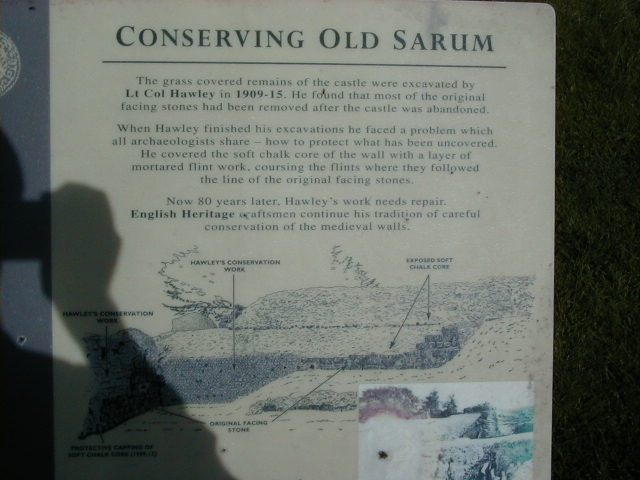 CONSERVING OLD SARUM
The grass covered remains of the castle were excavated by
Lt Col Hawley in 1909-15. He found that most of the original
facing stones had been removed after the castle was abandoned.
When Hawley finished his excavations he faced a problem which
all archaeologists share – how to protect what has been uncovered.
He covered the soft chalk core of the wall with a layer of
mortared flint work, coursing the flints where they followed
the line of the original facing stones.
Now 80 years later, Hawley's work needs repair.
English Heritage craftsmen continue his tradition of careful
conservation of the medieval walls.
HAWLEY'S CONSERVATION
WORK
EXPOSED SOFT
CHALK CORE
HAWLEY'S CONSERVATION
WORK
ORIGINAL FACING
STONE
PROTECTIVE CAPPING OF
SOFT CHALK CORE (1909-15)